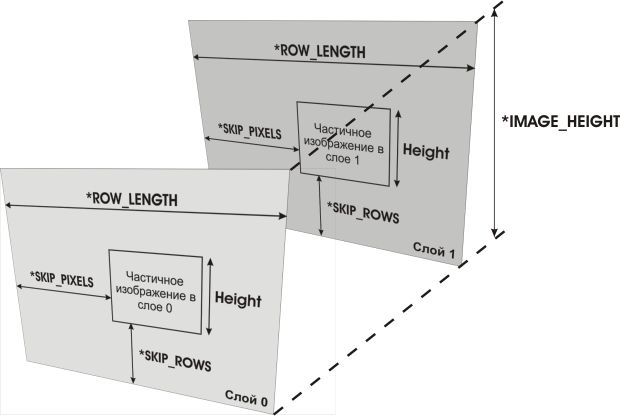 *ROW_LENGTH
*SKIP_PIXELS
Частичное
изображение в
слое 1
Height
*IMAGE_HEIGHT
*SKIP_ROWS
Слой 1
*ROW_LENGTH
*SKIP_PIXELS
Частичное
изображение в
слое 0
Height
*SKIP_ROWS
Слой 0